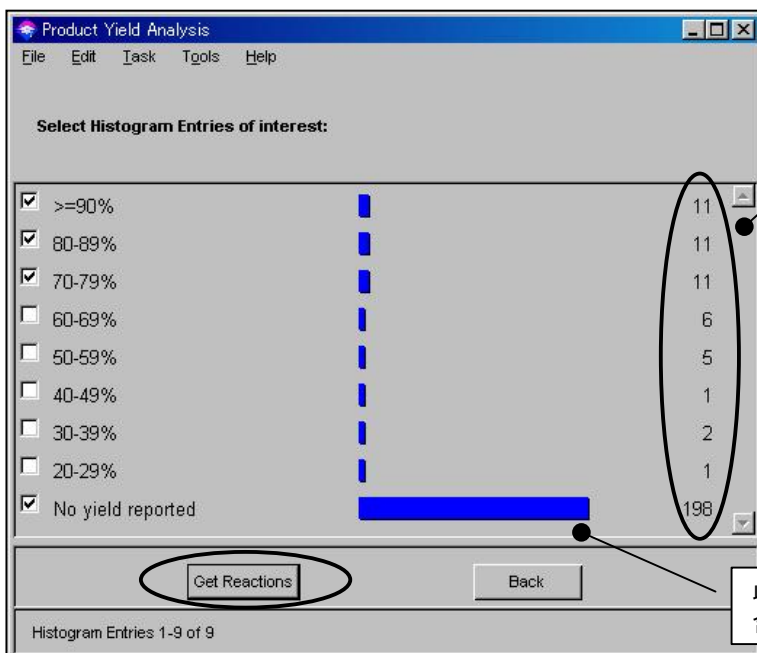 Product Yield Analysis
File Edit Task Tools Help
Select Histogram Entries of interest:
>=90% 11
80-89% 11
70-79% 11
60-69% 6
50-59% 5
40-49% 1
30-39% 2
20-29% 1
No yield reported 198
Get Reactions Back
Histogram Entries 1-9 of 9